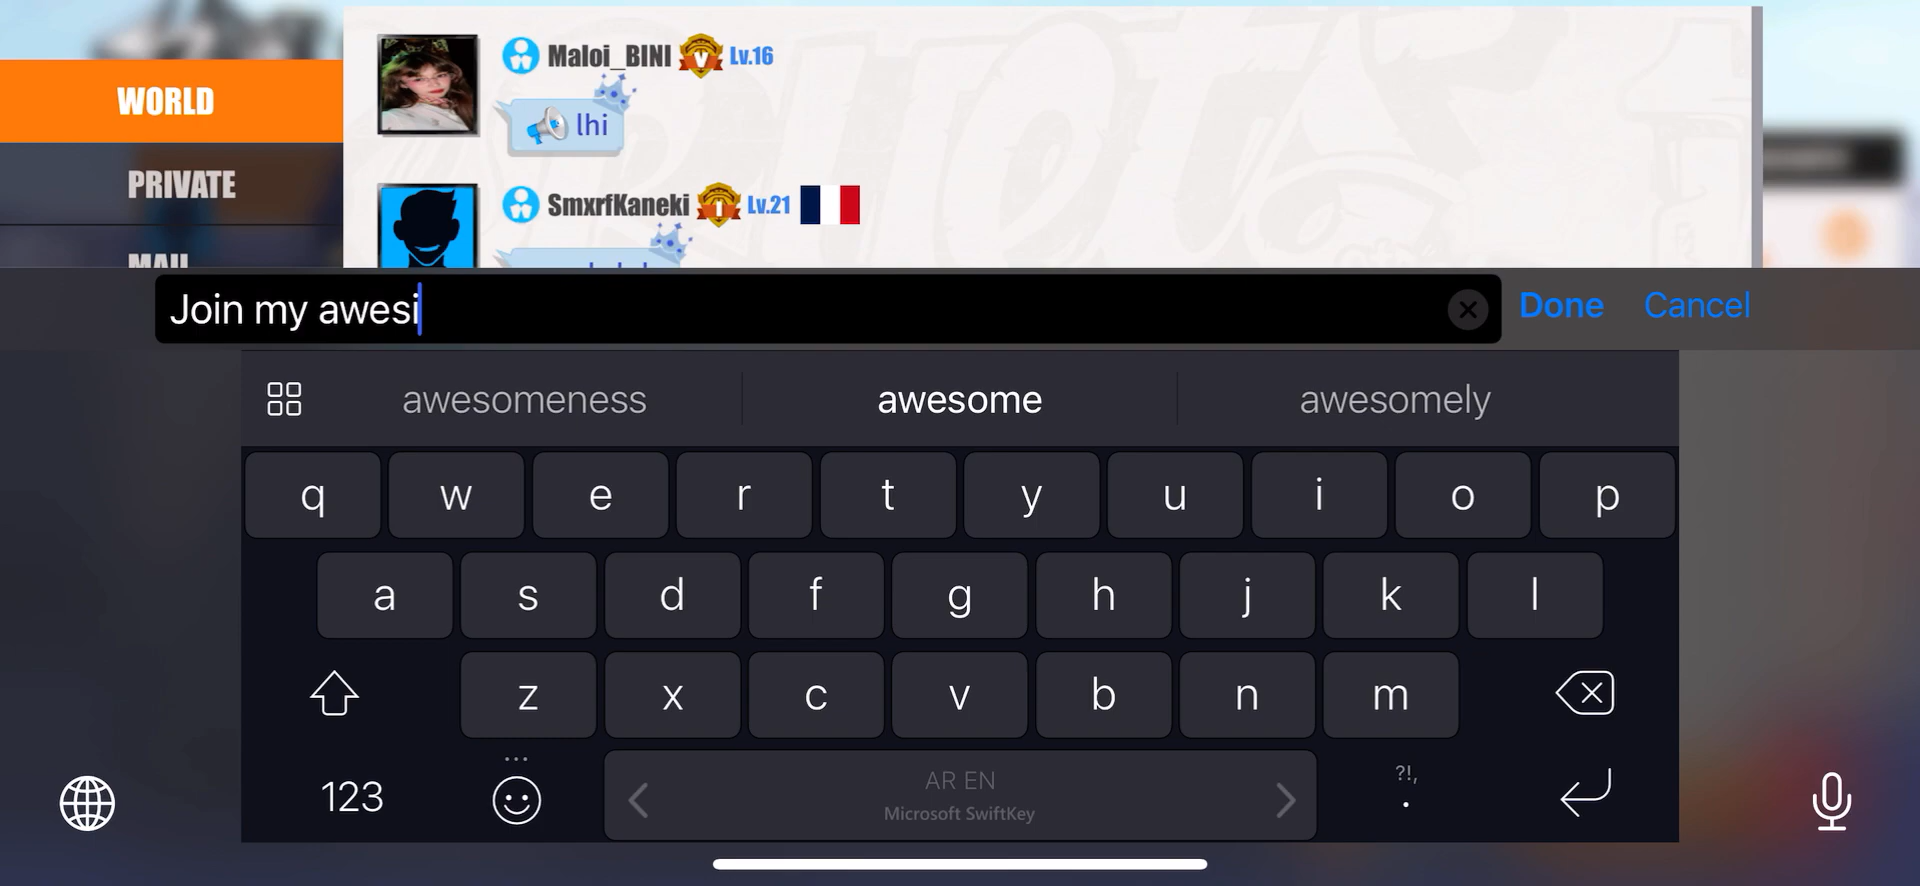 Maloi_BINI V Lv.16
WORLD
lhi
PRIVATE
SmxrfKaneki I Lv.21
MAIL
Join my awesi
Done
Cancel
awesomeness
awesome
awesomely
q w e r t y u i o p
a s d f g h j k l
z x c v b n m
123
AR EN
Microsoft SwiftKey
?!,
.